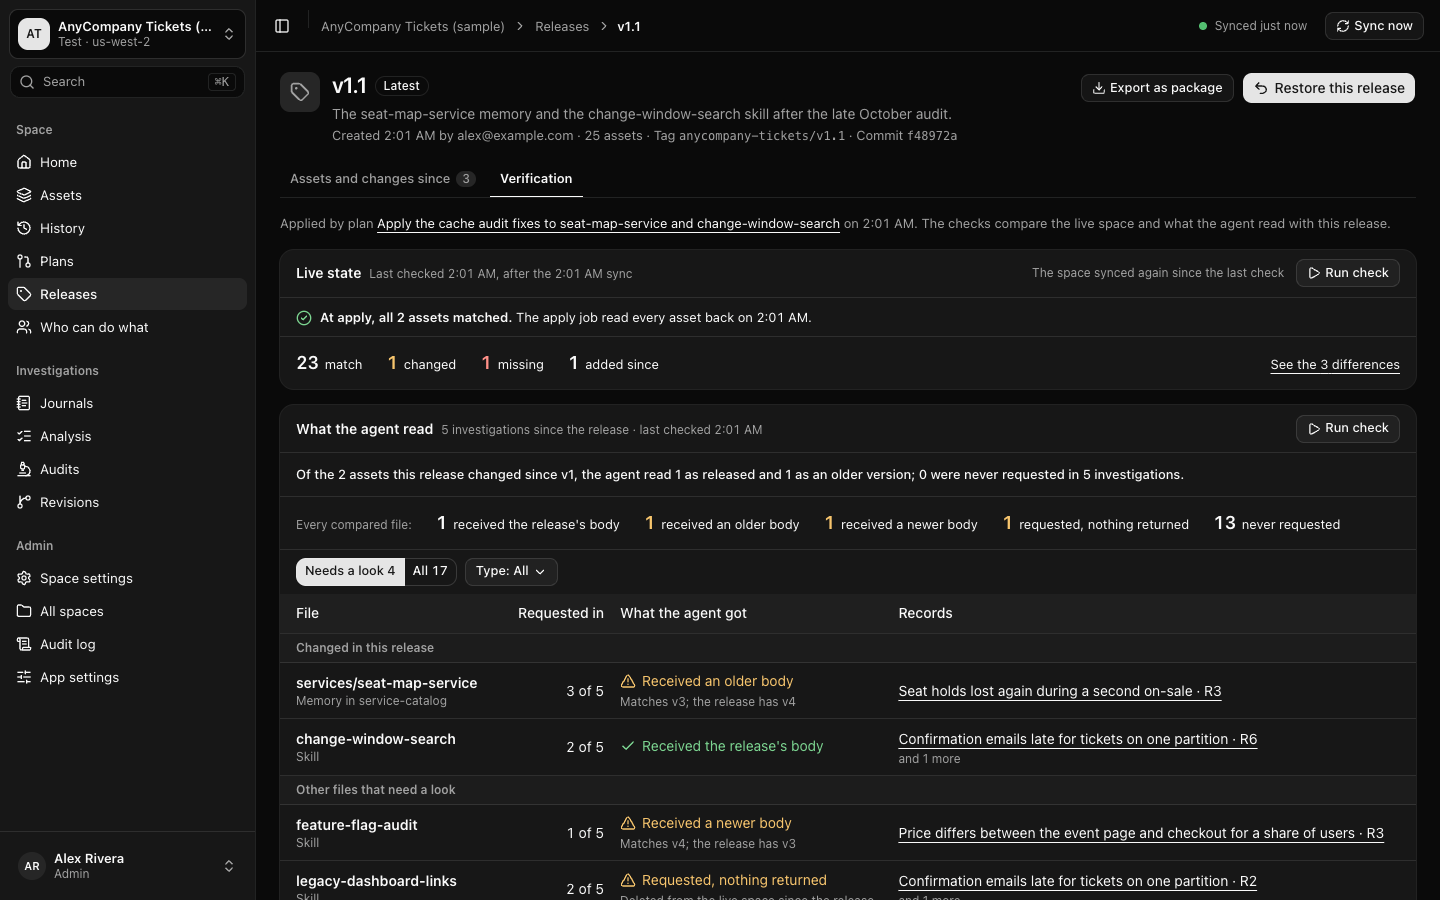 AT
AnyCompany Tickets (...
Test · us-west-2
Search
⌘K
Space
Home
Assets
History
Plans
Releases
Who can do what
Investigations
Journals
Analysis
Audits
Revisions
Admin
Space settings
All spaces
Audit log
App settings
AR
Alex Rivera
Admin
AnyCompany Tickets (sample) > Releases > v1.1
Synced just now
Sync now
v1.1 Latest
The seat-map-service memory and the change-window-search skill after the late October audit.
Created 2:01 AM by alex@example.com · 25 assets · Tag anycompany-tickets/v1.1 · Commit f48972a
Export as package
Restore this release
Assets and changes since 3
Verification
Applied by plan Apply the cache audit fixes to seat-map-service and change-window-search on 2:01 AM. The checks compare the live space and what the agent read with this release.
Live state Last checked 2:01 AM, after the 2:01 AM sync
The space synced again since the last check
Run check
At apply, all 2 assets matched. The apply job read every asset back on 2:01 AM.
23 match 1 changed 1 missing 1 added since
See the 3 differences
What the agent read 5 investigations since the release · last checked 2:01 AM
Run check
Of the 2 assets this release changed since v1, the agent read 1 as released and 1 as an older version; 0 were never requested in 5 investigations.
Every compared file: 1 received the release's body 1 received an older body 1 received a newer body 1 requested, nothing returned 13 never requested
Needs a look 4 All 17 Type: All
File Requested in What the agent got Records
Changed in this release
services/seat-map-service
Memory in service-catalog
3 of 5
Received an older body
Matches v3; the release has v4
Seat holds lost again during a second on-sale · R3
change-window-search
Skill
2 of 5
Received the release's body
Confirmation emails late for tickets on one partition · R6
and 1 more
Other files that need a look
feature-flag-audit
Skill
1 of 5
Received a newer body
Matches v4; the release has v3
Price differs between the event page and checkout for a share of users · R3
legacy-dashboard-links
Skill
2 of 5
Requested, nothing returned
Deleted from the live space since the release
Confirmation emails late for tickets on one partition · R2
and 1 more